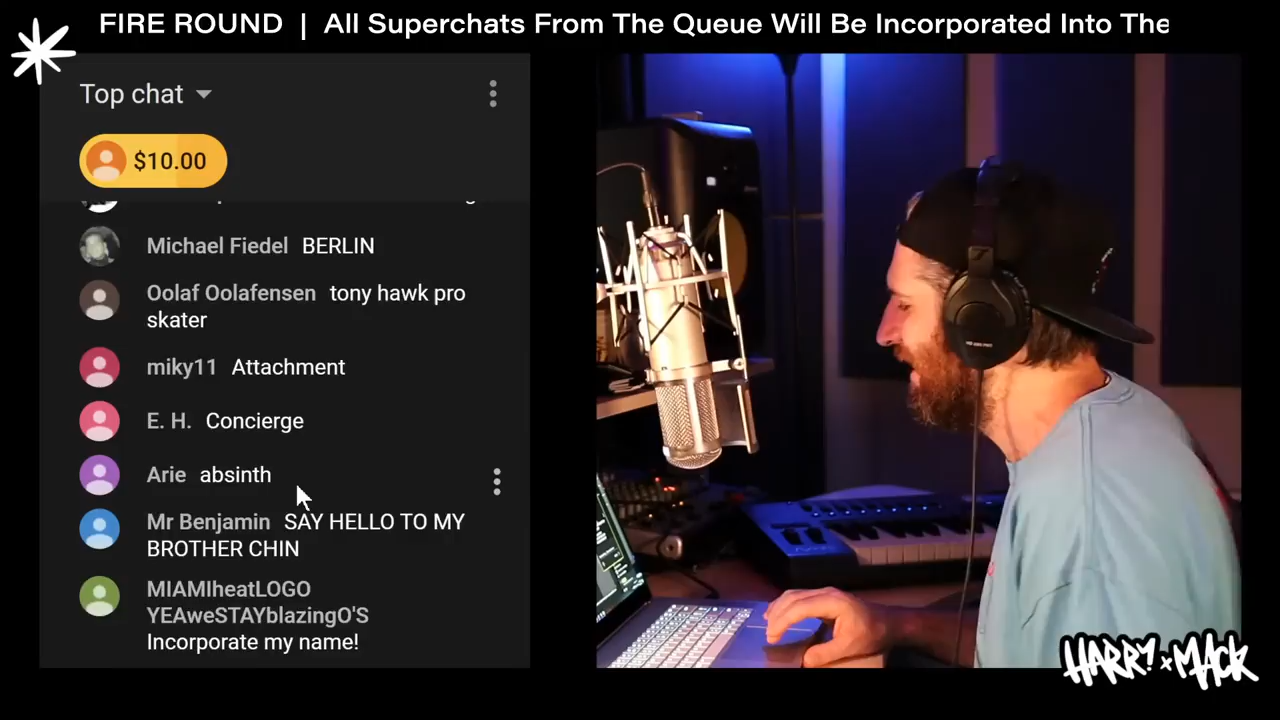 FIRE ROUND | All Superchats From The Queue Will Be Incorporated Into The
Top chat
$10.00
Michael Fiedel BERLIN
Oolaf Oolafensen tony hawk pro
skater
miky11 Attachment
E. H. Concierge
Arie absinth
Mr Benjamin SAY HELLO TO MY
BROTHER CHIN
MIAMIheatLOGO
YEAweSTAYblazingO'S
Incorporate my name!
HARRY x MACK